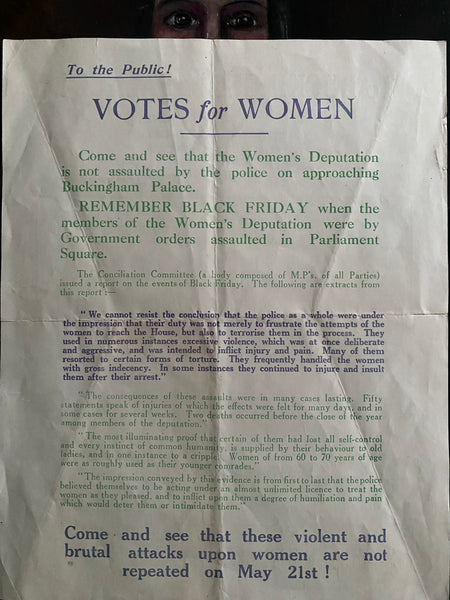 To the Public!
VOTES for WOMEN
Come and see that the Women's Deputation
is not assaulted by the police on approaching
Buckingham Palace.
REMEMBER BLACK FRIDAY when the
members of the Women's Deputation were by
Government orders assaulted in Parliament
Square.
The Conciliation Committee (a body composed of M.P's. of all Parties)
issued a report on the events of Black Friday. The following are extracts from
this report :—
"We cannot resist the conclusion that the police as a whole were under
the impression that their duty was not merely to frustrate the attempts of the
women to reach the House, but also to terrorise them in the process. They
used in numerous instances excessive violence, which was at once deliberate
and aggressive, and was intended to inflict injury and pain. Many of them
resorted to certain forms of torture. They frequently handled the women
with gross indecency. In some instances they continued to injure and insult
them after their arrest."
"The consequences of these assaults were in many cases lasting. Fifty
statements speak of injuries of which the effects were felt for many days, and in
some cases for several weeks. Two deaths occurred before the close of the year
among members of the deputation."
"The most illuminating proof that certain of them had lost all self-control
and every instinct of common humanity, is supplied by their behaviour to old
ladies, and in one instance to a cripple. Women of from 60 to 70 years of age
were as roughly used as their younger comrades."
"The impression conveyed by this evidence is from first to last that the police
believed themselves to be acting under an almost unlimited licence to treat the
women as they pleased, and to inflict upon them a degree of humiliation and pain
which would deter them or intimidate them."
Come and see that these violent and
brutal attacks upon women are not
repeated on May 21st !